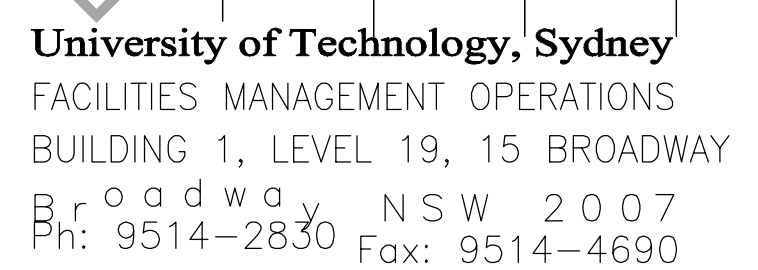 University of Technology, Sydney
FACILITIES MANAGEMENT OPERATIONS
BUILDING 1, LEVEL 19, 15 BROADWAY
Broadway NSW 2007
Ph: 9514-2830 Fax: 9514-4690